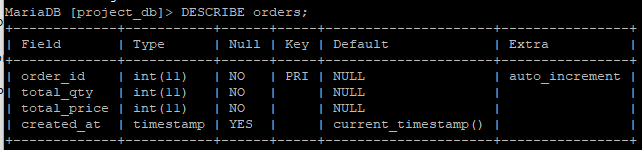 MariaDB [project_db]> DESCRIBE orders;
+-------------+-----------+------+-----+---------------------+----------------+
| Field       | Type      | Null | Key | Default             | Extra          |
+-------------+-----------+------+-----+---------------------+----------------+
| order_id    | int(11)   | NO   | PRI | NULL                | auto_increment |
| total_qty   | int(11)   | NO   |     | NULL                |                |
| total_price | int(11)   | NO   |     | NULL                |                |
| created_at  | timestamp | YES  |     | current_timestamp() |                |
+-------------+-----------+------+-----+---------------------+----------------+